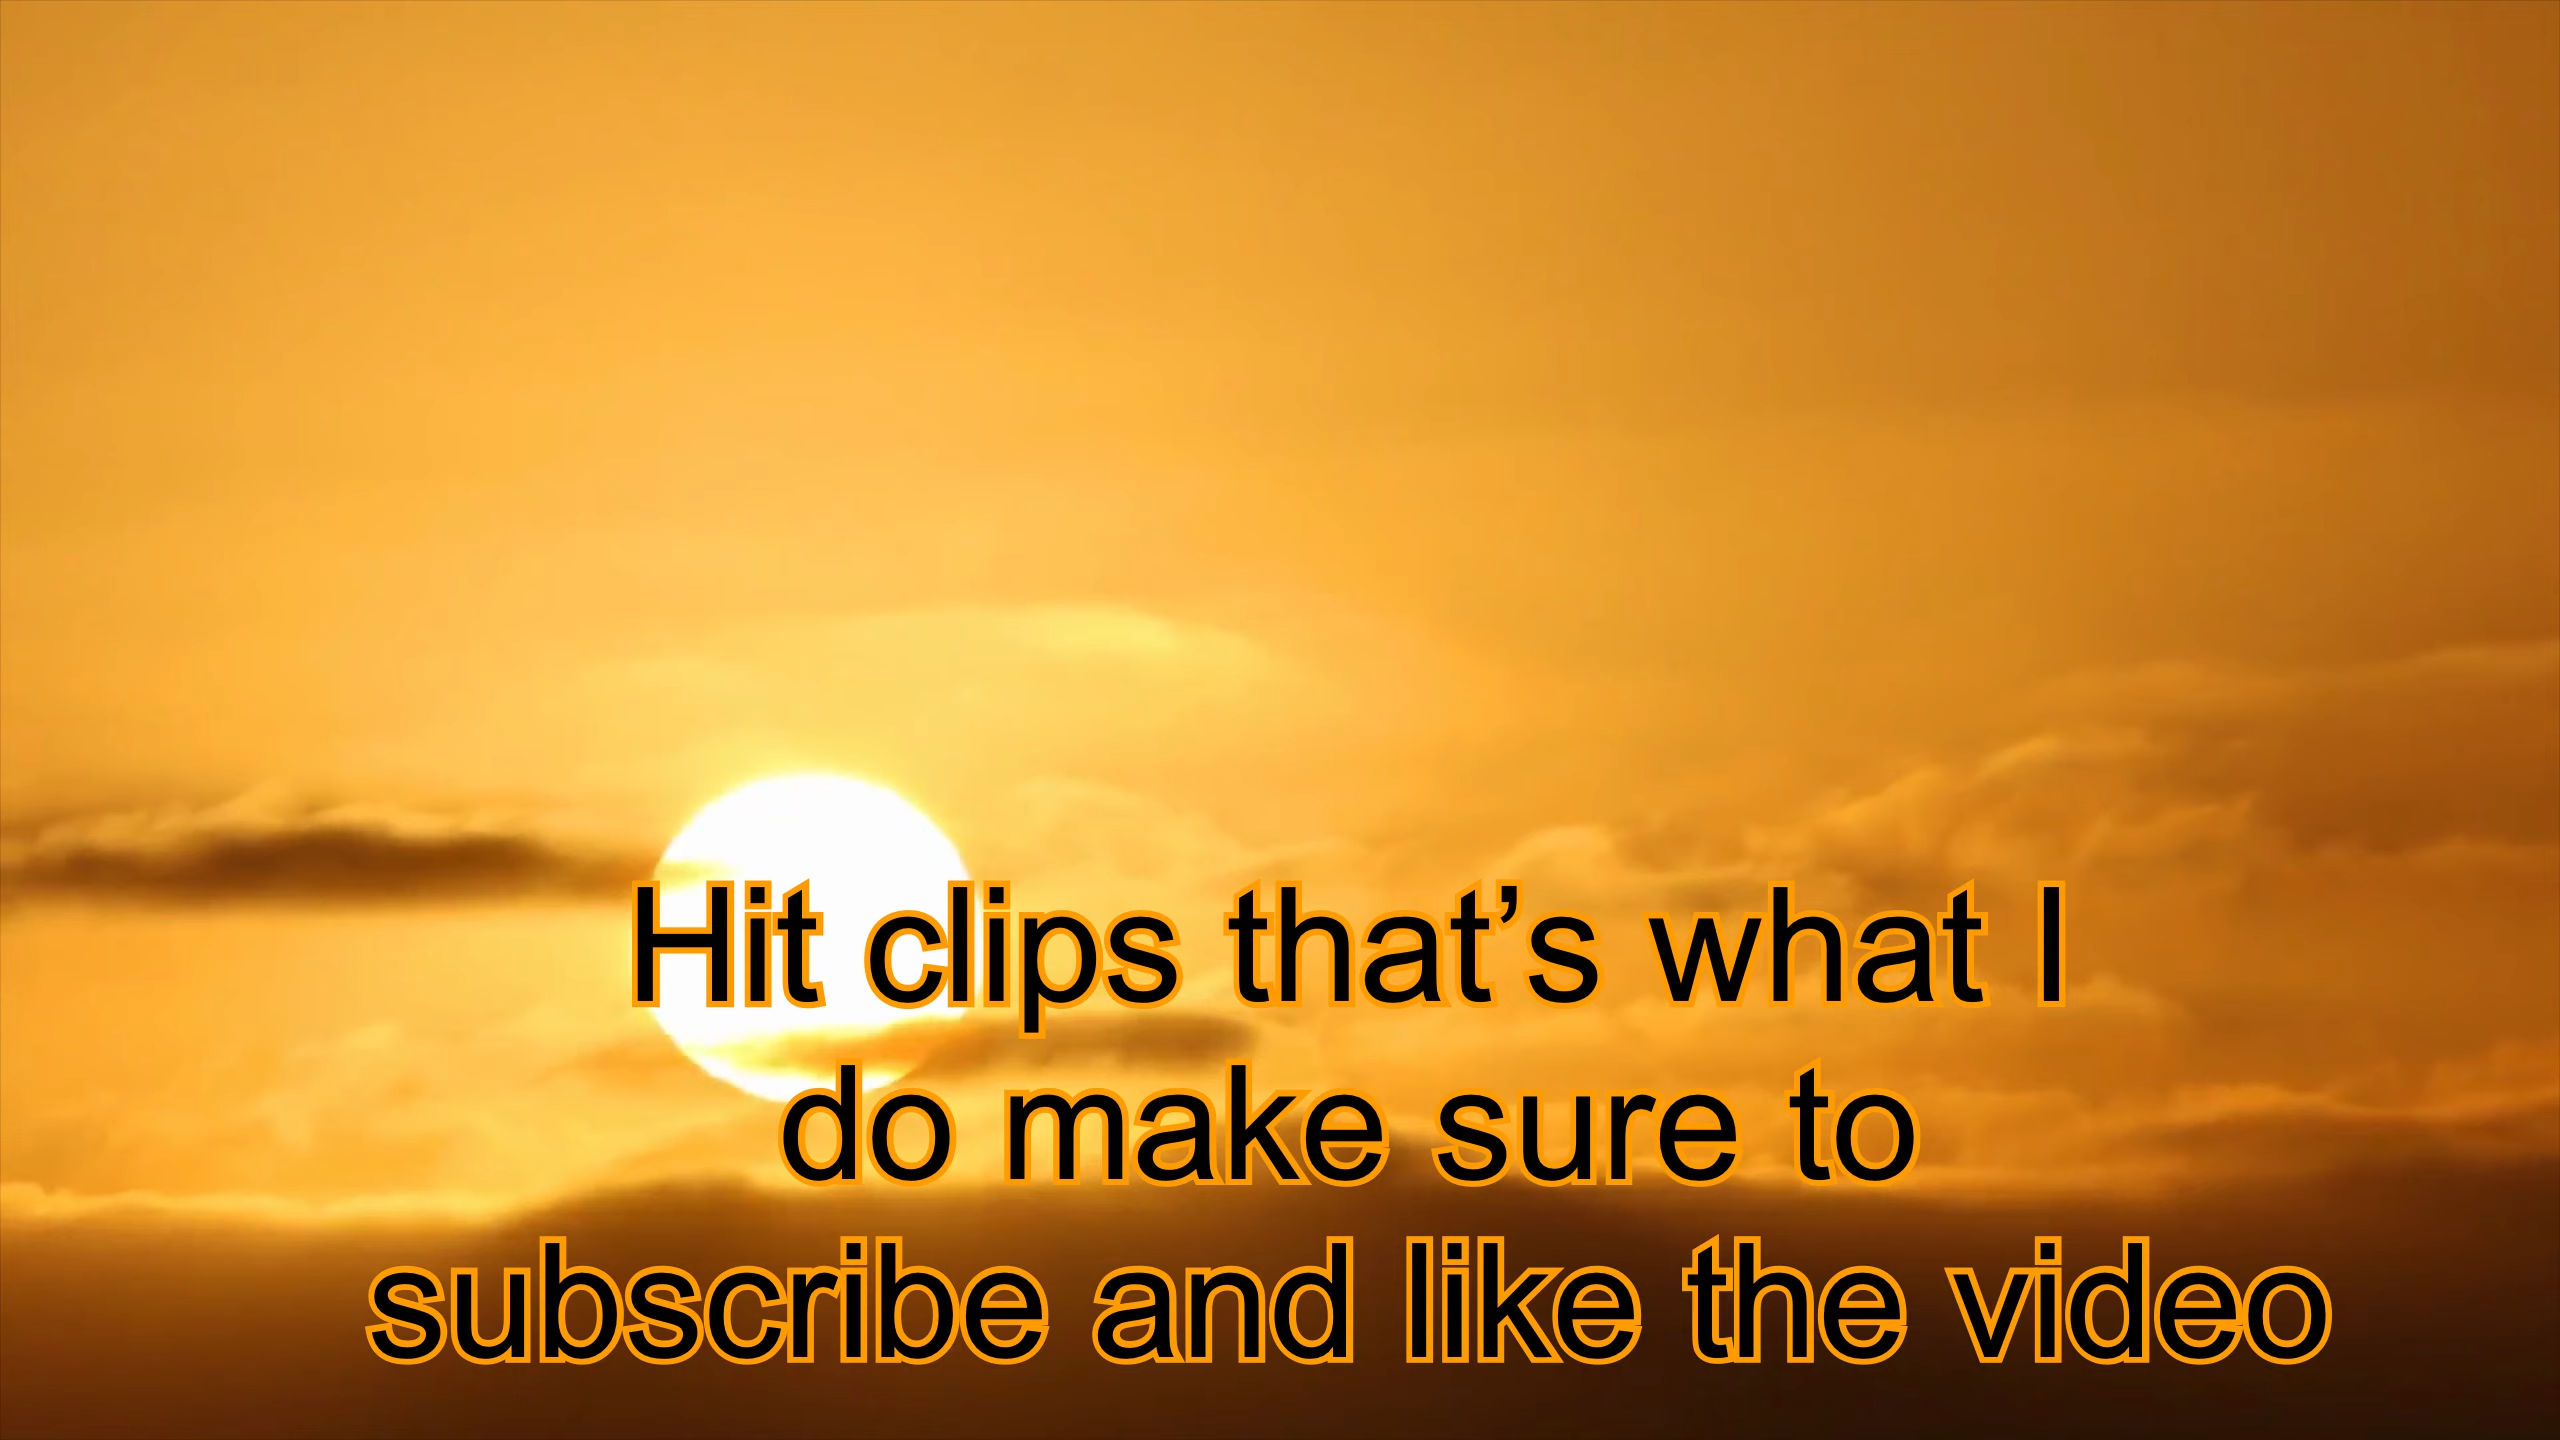 Hit clips that’s what I
do make sure to
subscribe and like the video